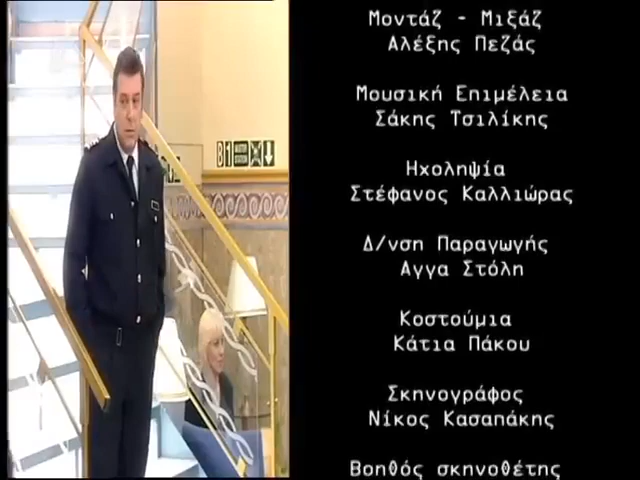 Μοντάζ - Μιξάζ
Αλέξης Πεζάς
Μουσική Επιμέλεια
Σάκης Τσιλίκης
Ηχοληψία
Στέφανος Καλλιώρας
Δ/νση Παραγωγής
Αγγα Στόλη
Κοστούμια
Κάτια Πάκου
Σκηνογράφος
Νίκος Κασαπάκης
Βοηθός σκηνοθέτης